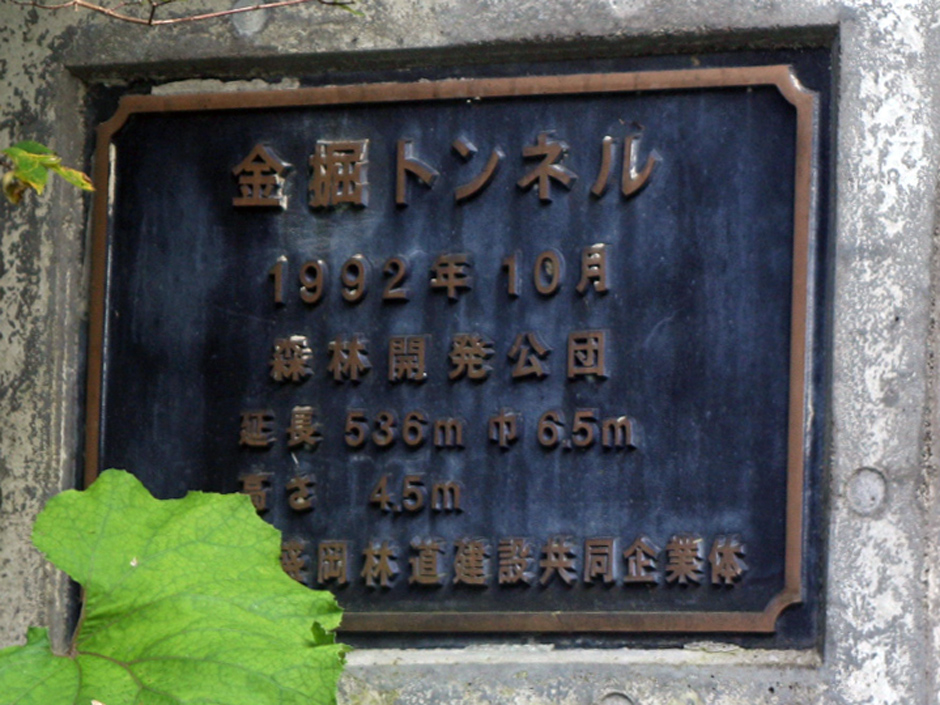 金掘トンネル
1992年10月
森林開発公団
延長 536m 巾 6.5m
高さ 4.5m
岡林道建設共同企業体